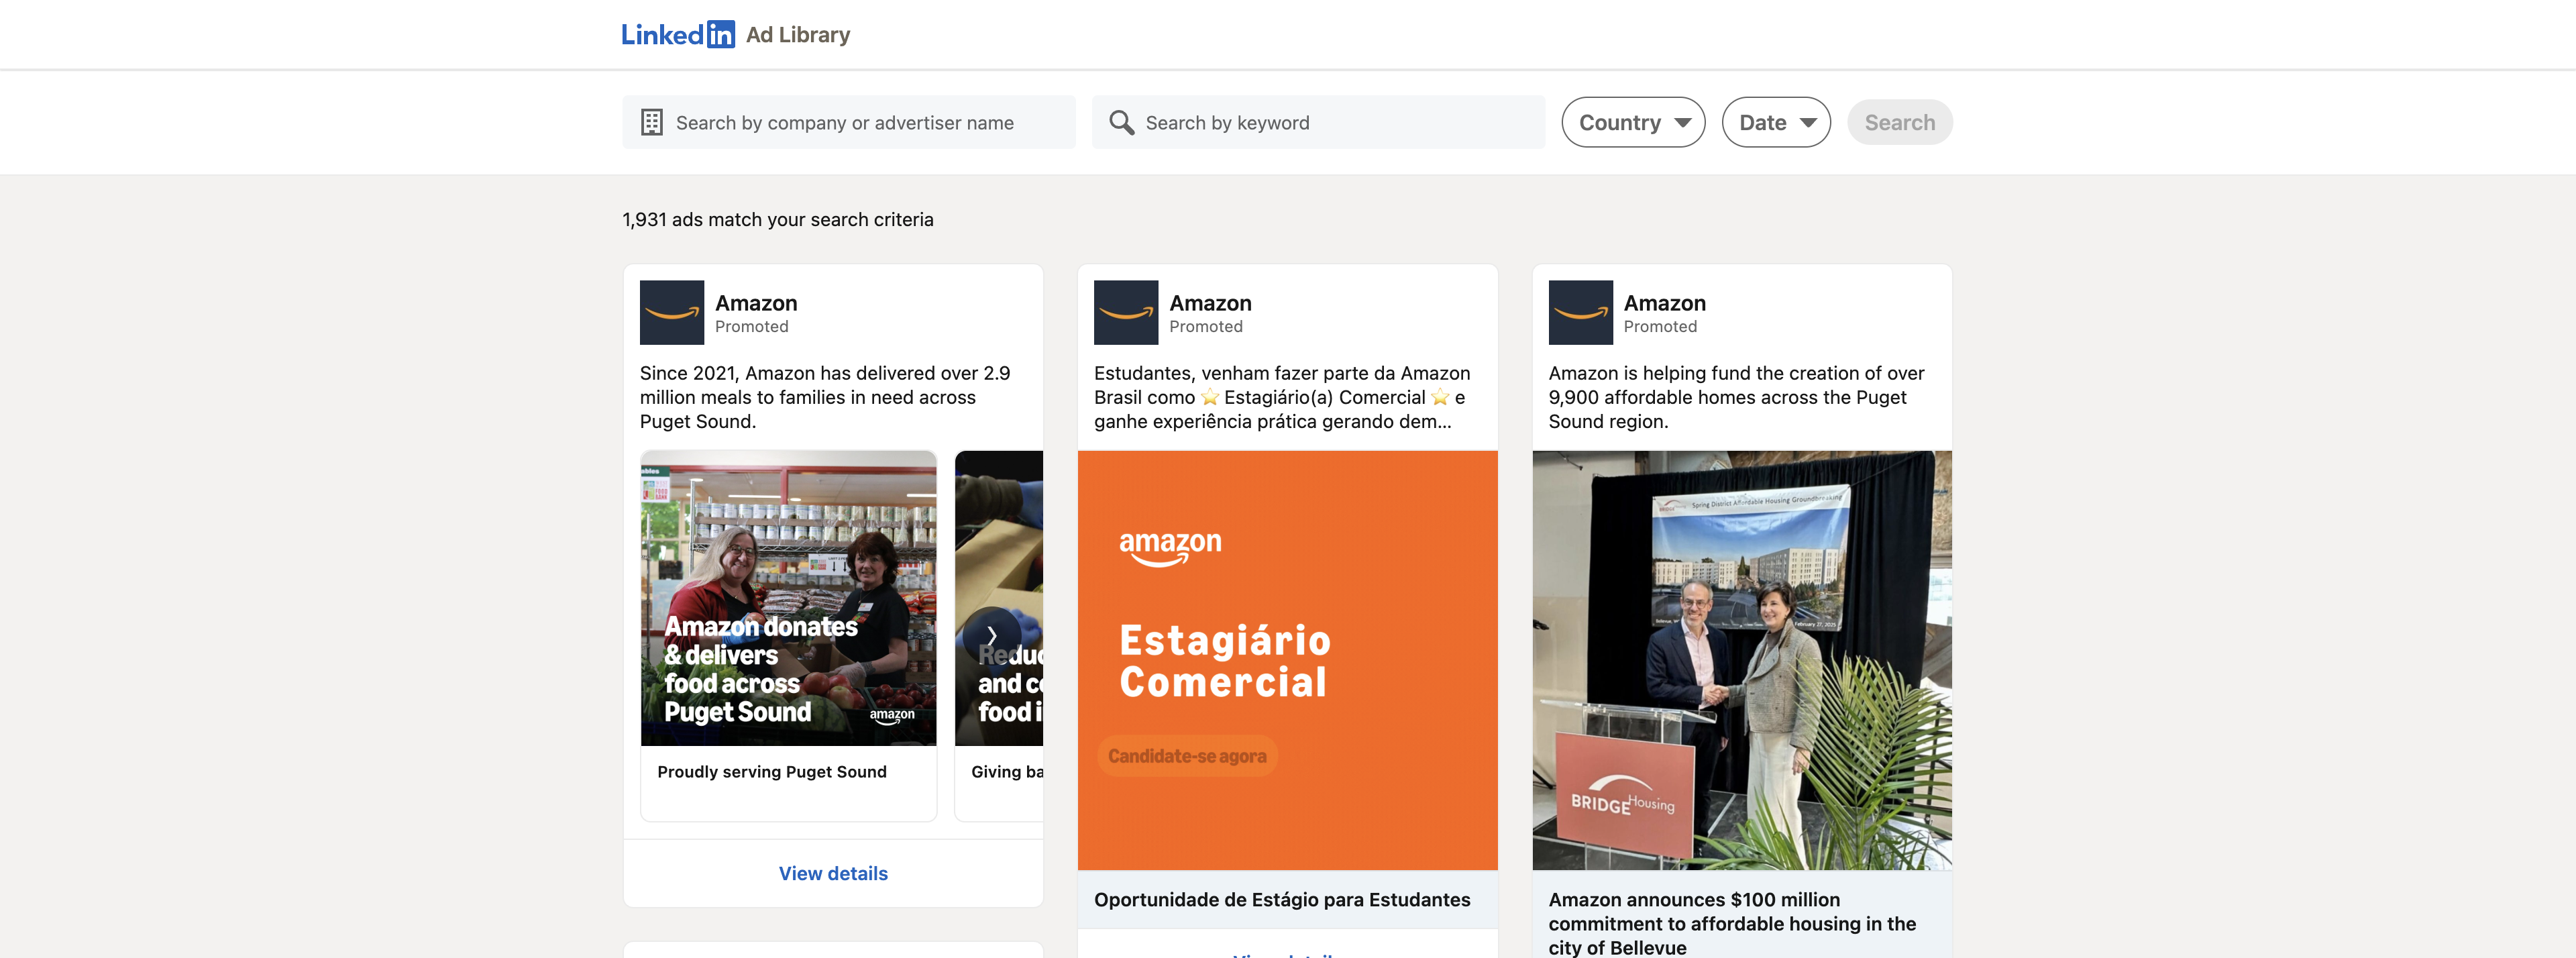 LinkedIn Ad Library
Search by company or advertiser name
Search by keyword
Country
Date
Search
1,931 ads match your search criteria
Amazon
Promoted
Since 2021, Amazon has delivered over 2.9
million meals to families in need across
Puget Sound.
Amazon donates
& delivers
food across
Puget Sound
amazon
Proudly serving Puget Sound
and
food
Giving
View details
Amazon
Promoted
Estudantes, venham fazer parte da Amazon
Brasil como ⭐ Estagiário(a) Comercial ⭐ e
ganhe experiência prática gerando dem...
amazon
Estagiário
Comercial
Candidate-se agora
Oportunidade de Estágio para Estudantes
Amazon
Promoted
Amazon is helping fund the creation of over
9,900 affordable homes across the Puget
Sound region.
Spring District Affordable Housing Groundbreaking
February 27, 2025
BRIDGE Housing
Amazon announces $100 million
commitment to affordable housing in the
city of Bellevue